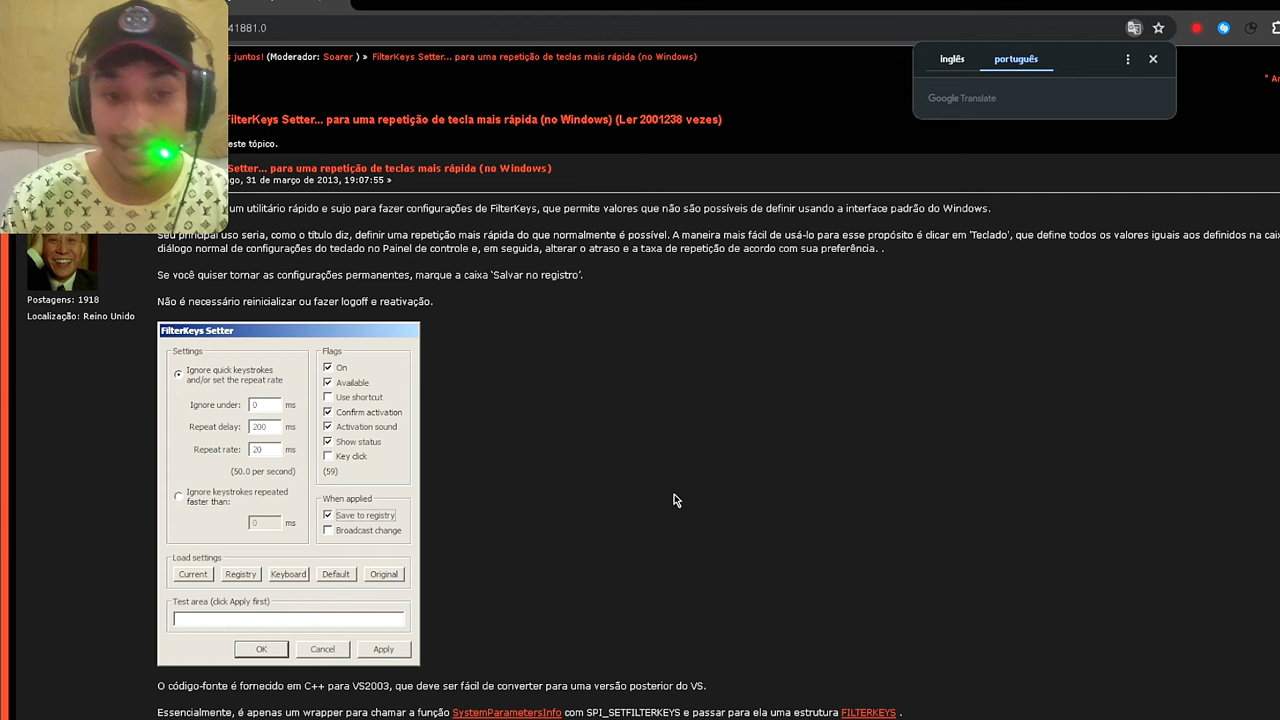 41881.0
s juntos! (Moderador: Soarer ) » FilterKeys Setter... para uma repetição de teclas mais rápida (no Windows)
inglês português
Google Translate
FilterKeys Setter... para uma repetição de tecla mais rápida (no Windows) (Ler 2001238 vezes)
este tópico.
Setter... para uma repetição de teclas mais rápida (no Windows)
go, 31 de março de 2013, 19:07:55 »
um utilitário rápido e sujo para fazer configurações de FilterKeys, que permite valores que não são possíveis de definir usando a interface padrão do Windows.
Seu principal uso seria, como o título diz, definir uma repetição mais rápida do que normalmente é possível. A maneira mais fácil de usá-lo para esse propósito é clicar em 'Teclado', que define todos os valores iguais aos definidos na caix
diálogo normal de configurações do teclado no Painel de controle e, em seguida, alterar o atraso e a taxa de repetição de acordo com sua preferência. .
Se você quiser tornar as configurações permanentes, marque a caixa ‘Salvar no registro’.
Não é necessário reinicializar ou fazer logoff e reativação.
Postagens: 1918
Localização: Reino Unido
FilterKeys Setter
Settings
Ignore quick keystrokes
and/or set the repeat rate
Ignore under: 0 ms
Repeat delay: 200 ms
Repeat rate: 20 ms
(50.0 per second)
Ignore keystrokes repeated
faster than:
0 ms
Flags
On
Available
Use shortcut
Confirm activation
Activation sound
Show status
Key click
(59)
When applied
Save to registry
Broadcast change
Load settings
Current Registry Keyboard Default Original
Test area (click Apply first)
OK Cancel Apply
O código-fonte é fornecido em C++ para VS2003, que deve ser fácil de converter para uma versão posterior do VS.
Essencialmente, é apenas um wrapper para chamar a função SystemParametersInfo com SPI_SETFILTERKEYS e passar para ela uma estrutura FILTERKEYS .